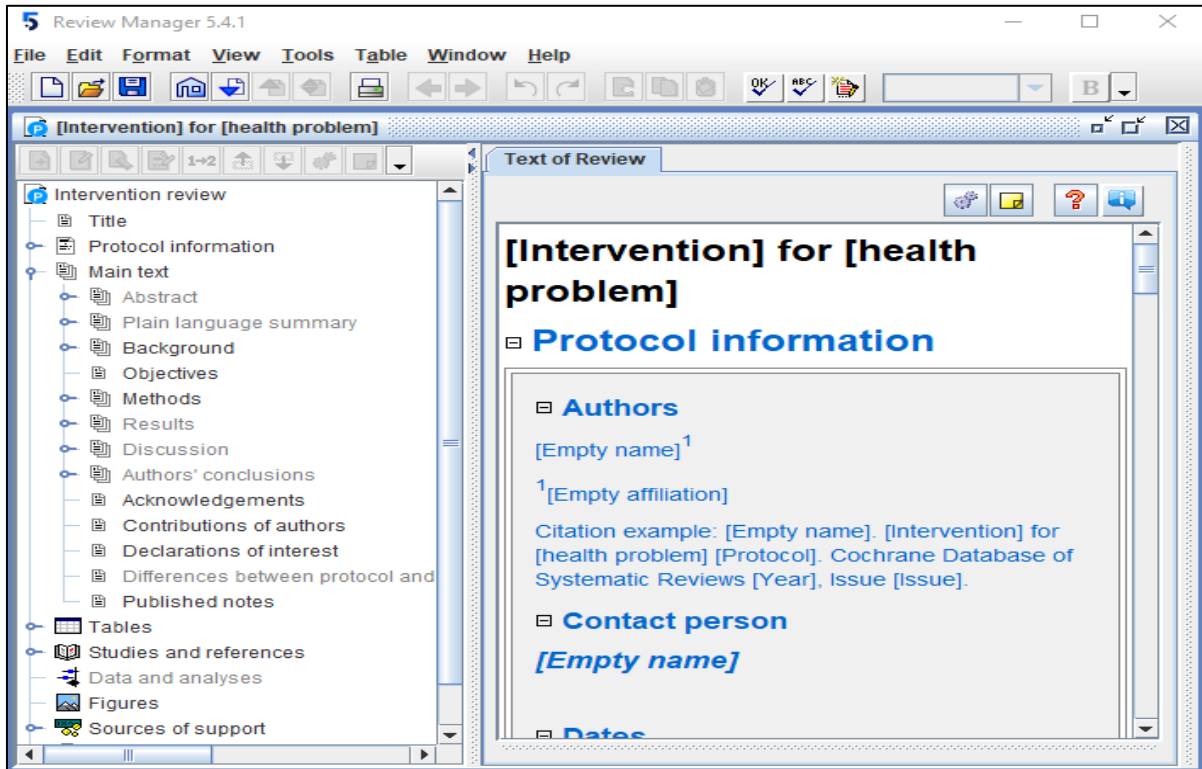 5 Review Manager 5.4.1
File Edit Format View Tools Table Window Help
OK ABC B
[Intervention] for [health problem]
1→2
Intervention review
Title
Protocol information
Main text
Abstract
Plain language summary
Background
Objectives
Methods
Results
Discussion
Authors' conclusions
Acknowledgements
Contributions of authors
Declarations of interest
Differences between protocol and
Published notes
Tables
Studies and references
Data and analyses
Figures
Sources of support
Text of Review
[Intervention] for [health
problem]
Protocol information
Authors
[Empty name]1
1[Empty affiliation]
Citation example: [Empty name]. [Intervention] for
[health problem] [Protocol]. Cochrane Database of
Systematic Reviews [Year], Issue [Issue].
Contact person
[Empty name]
Dates